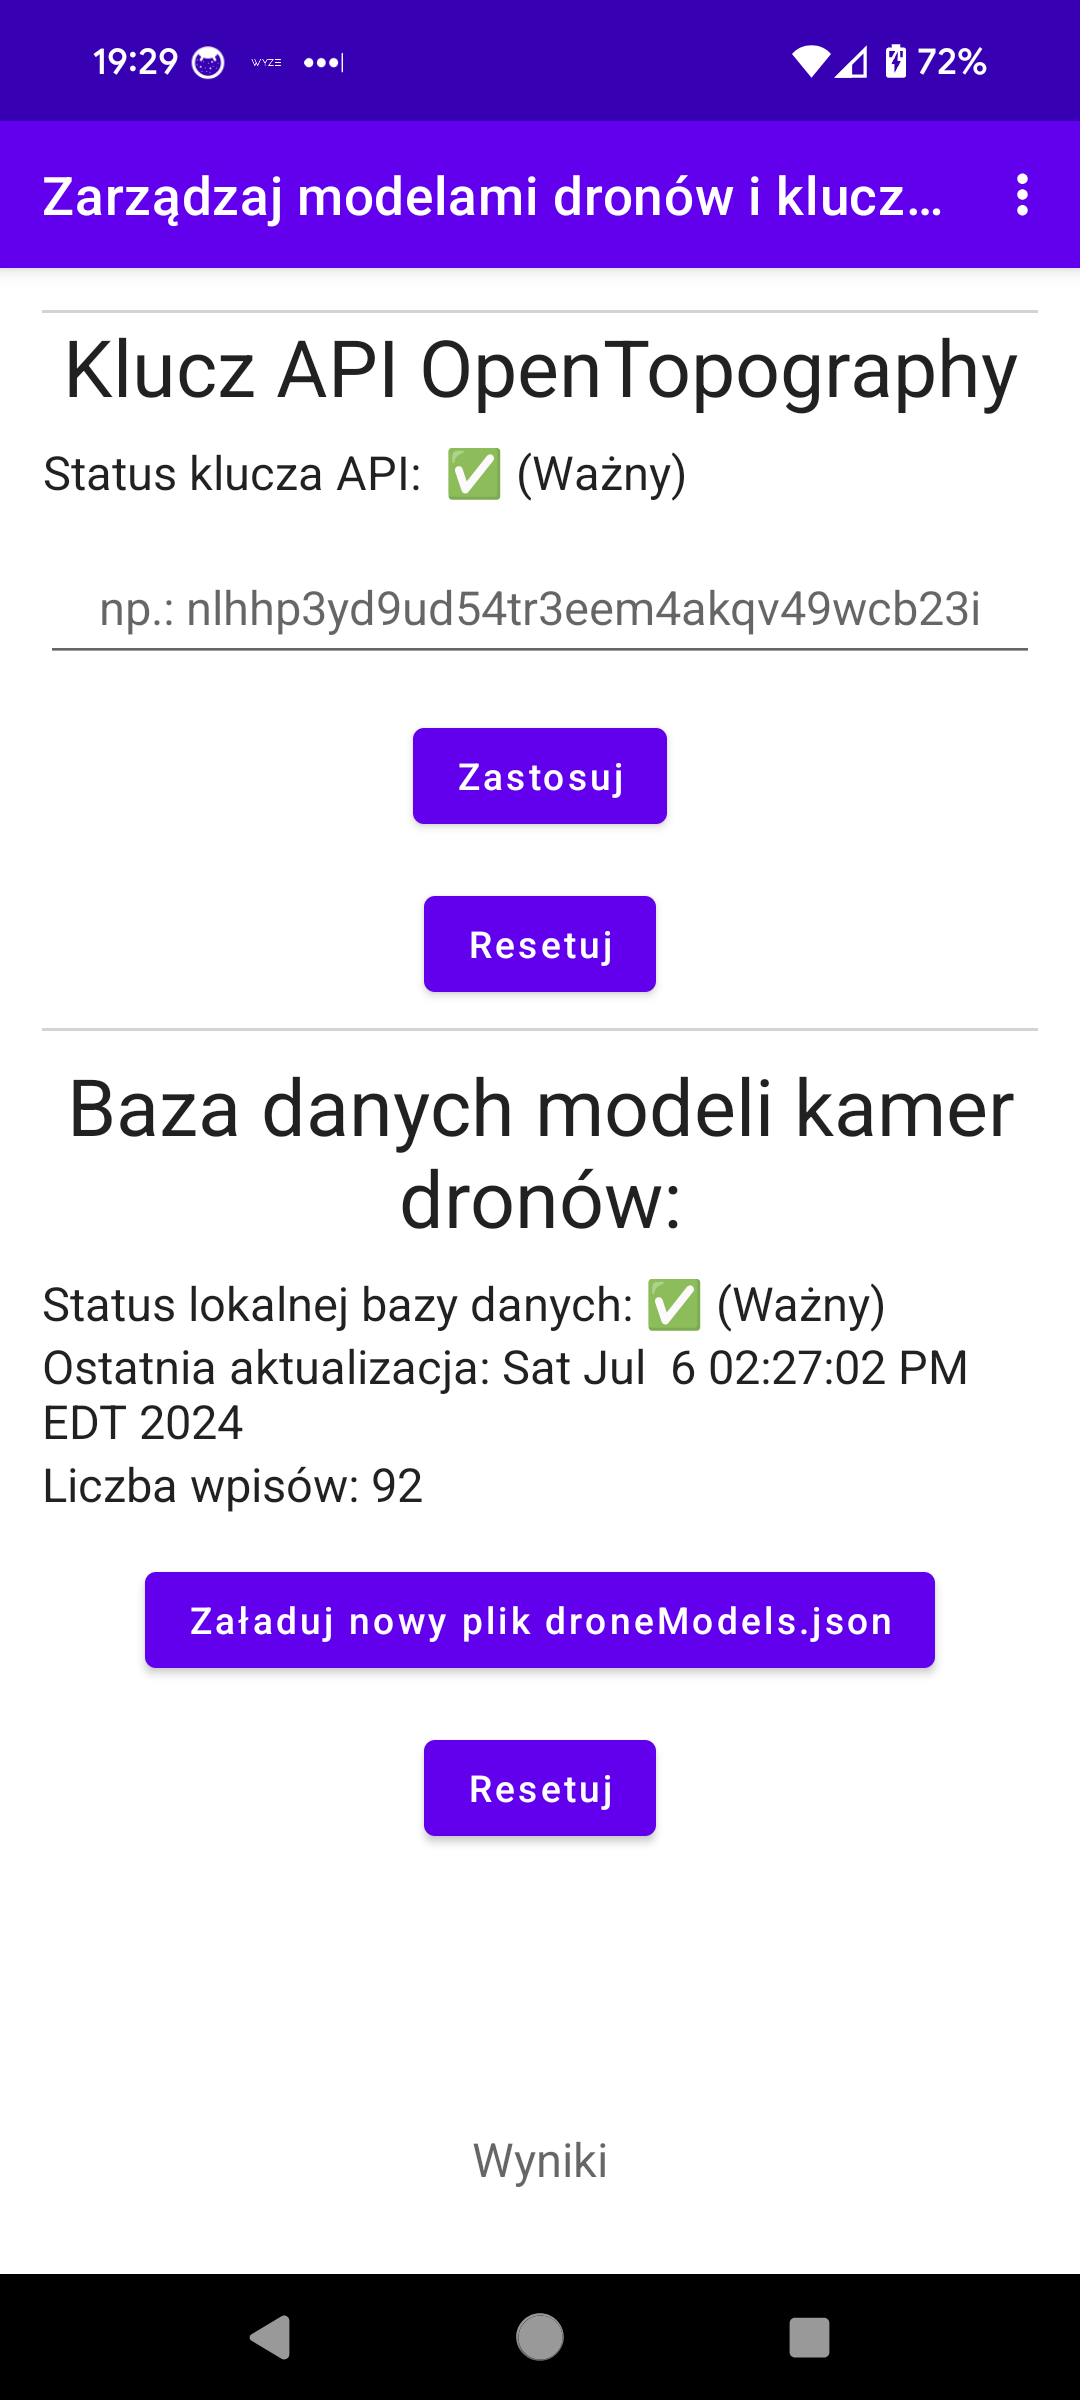 19:29 WYZE 72%
Zarządzaj modelami dronów i klucz…
Klucz API OpenTopography
Status klucza API: ✅ (Ważny)
np.: nlhhp3yd9ud54tr3eem4akqv49wcb23i
Zastosuj
Resetuj
Baza danych modeli kamer
dronów:
Status lokalnej bazy danych: ✅ (Ważny)
Ostatnia aktualizacja: Sat Jul  6 02:27:02 PM
EDT 2024
Liczba wpisów: 92
Załaduj nowy plik droneModels.json
Resetuj
Wyniki